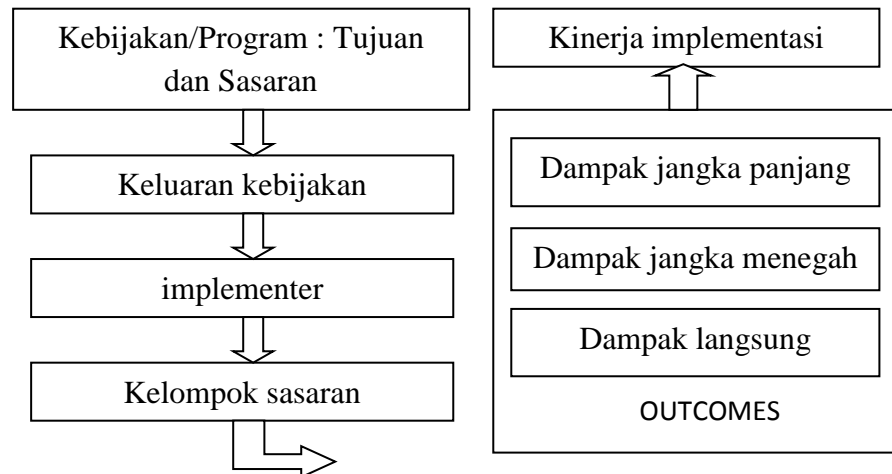 Kebijakan/Program : Tujuan
dan Sasaran
Keluaran kebijakan
implementer
Kelompok sasaran
Kinerja implementasi
Dampak jangka panjang
Dampak jangka menegah
Dampak langsung
OUTCOMES